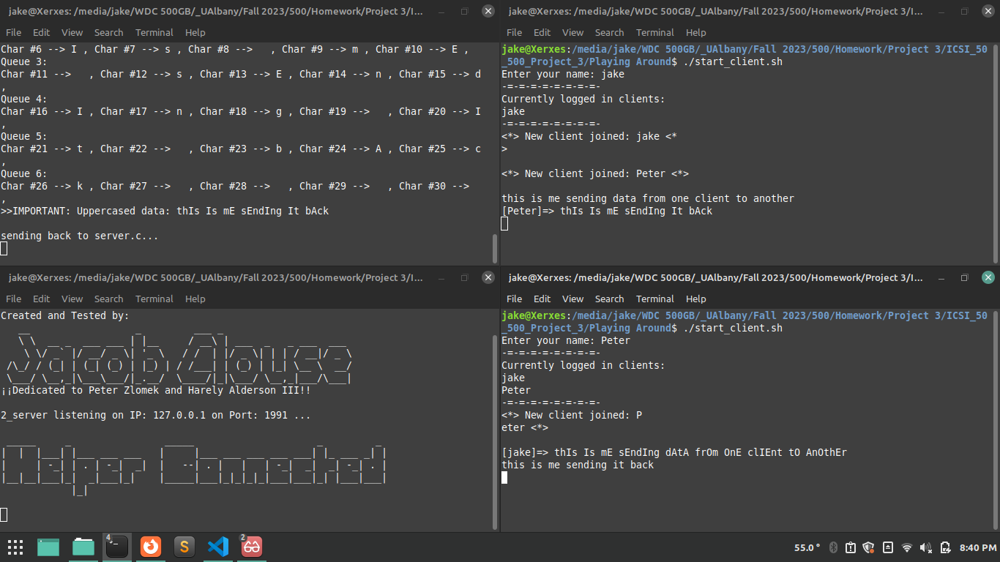 jake@Xerxes: /media/jake/WDC 500GB/_UAlbany/Fall 2023/500/Homework/Project 3/I...
File Edit View Search Terminal Help
Char #6 --> I , Char #7 --> s , Char #8 -->   , Char #9 --> m , Char #10 --> E ,
Queue 3:
Char #11 -->   , Char #12 --> s , Char #13 --> E , Char #14 --> n , Char #15 --> d
,
Queue 4:
Char #16 --> I , Char #17 --> n , Char #18 --> g , Char #19 -->   , Char #20 --> I
,
Queue 5:
Char #21 --> t , Char #22 -->   , Char #23 --> b , Char #24 --> A , Char #25 --> c
,
Queue 6:
Char #26 --> k , Char #27 -->   , Char #28 -->   , Char #29 -->   , Char #30 -->
,
>>IMPORTANT: Uppercased data: thIs Is mE sEndIng It bAck
sending back to server.c...
jake@Xerxes: /media/jake/WDC 500GB/_UAlbany/Fall 2023/500/Homework/Project 3/I...
File Edit View Search Terminal Help
jake@Xerxes:/media/jake/WDC 500GB/_UAlbany/Fall 2023/500/Homework/Project 3/ICSI_50
_500_Project_3/Playing Around$ ./start_client.sh
Enter your name: jake
-=-=-=-=-=-=-=-=-
Currently logged in clients:
jake
-=-=-=-=-=-=-=-=-
<*> New client joined: jake <*
>
<*> New client joined: Peter <*>
this is me sending data from one client to another
[Peter]=> thIs Is mE sEndIng It bAck
jake@Xerxes: /media/jake/WDC 500GB/_UAlbany/Fall 2023/500/Homework/Project 3/I...
File Edit View Search Terminal Help
Created and Tested by:
Jacob Clouse
¡¡Dedicated to Peter Zlomek and Harely Alderson III!!
2_server listening on IP: 127.0.0.1 on Port: 1991 ...
Helper Connected
jake@Xerxes: /media/jake/WDC 500GB/_UAlbany/Fall 2023/500/Homework/Project 3/I...
File Edit View Search Terminal Help
jake@Xerxes:/media/jake/WDC 500GB/_UAlbany/Fall 2023/500/Homework/Project 3/ICSI_50
_500_Project_3/Playing Around$ ./start_client.sh
Enter your name: Peter
-=-=-=-=-=-=-=-=-
Currently logged in clients:
jake
Peter
-=-=-=-=-=-=-=-=-
<*> New client joined: P
eter <*>
[jake]=> thIs Is mE sEndIng dAtA frOm OnE clIEnt tO AnOthEr
this is me sending it back
4
S
2
55.0 °
8:40 PM